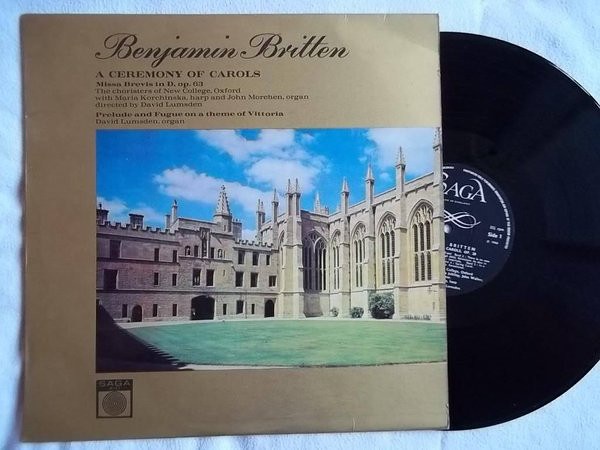 Benjamin Britten
A CEREMONY OF CAROLS
Missa Brevis in D, op. 63
The choristers of New College, Oxford
with Maria Korchinska, harp and John Morehen, organ
directed by David Lumsden
Prelude and Fugue on a theme of Vittoria
David Lumsden, organ
SAGA
SAGA
Side 1
BRITTEN
College, Oxford